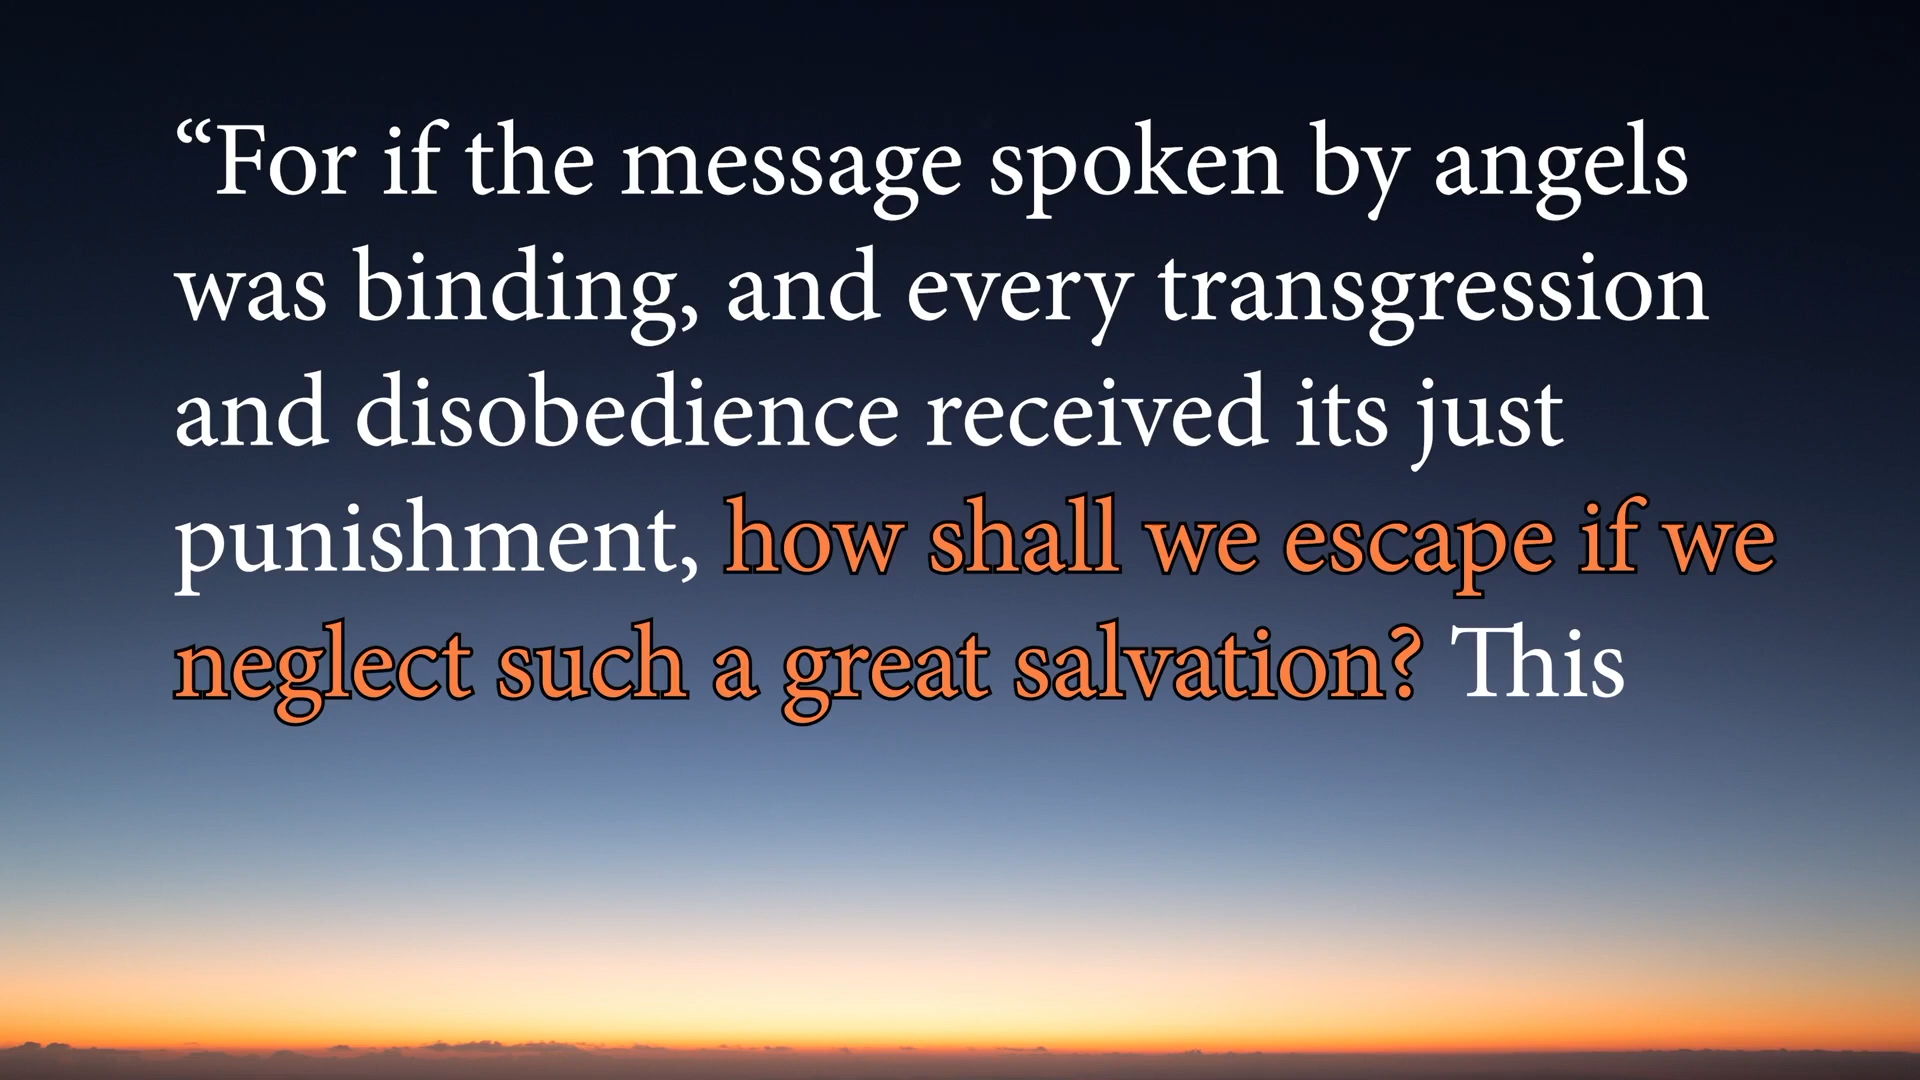 “For if the message spoken by angels
was binding, and every transgression
and disobedience received its just
punishment, how shall we escape if we
neglect such a great salvation? This